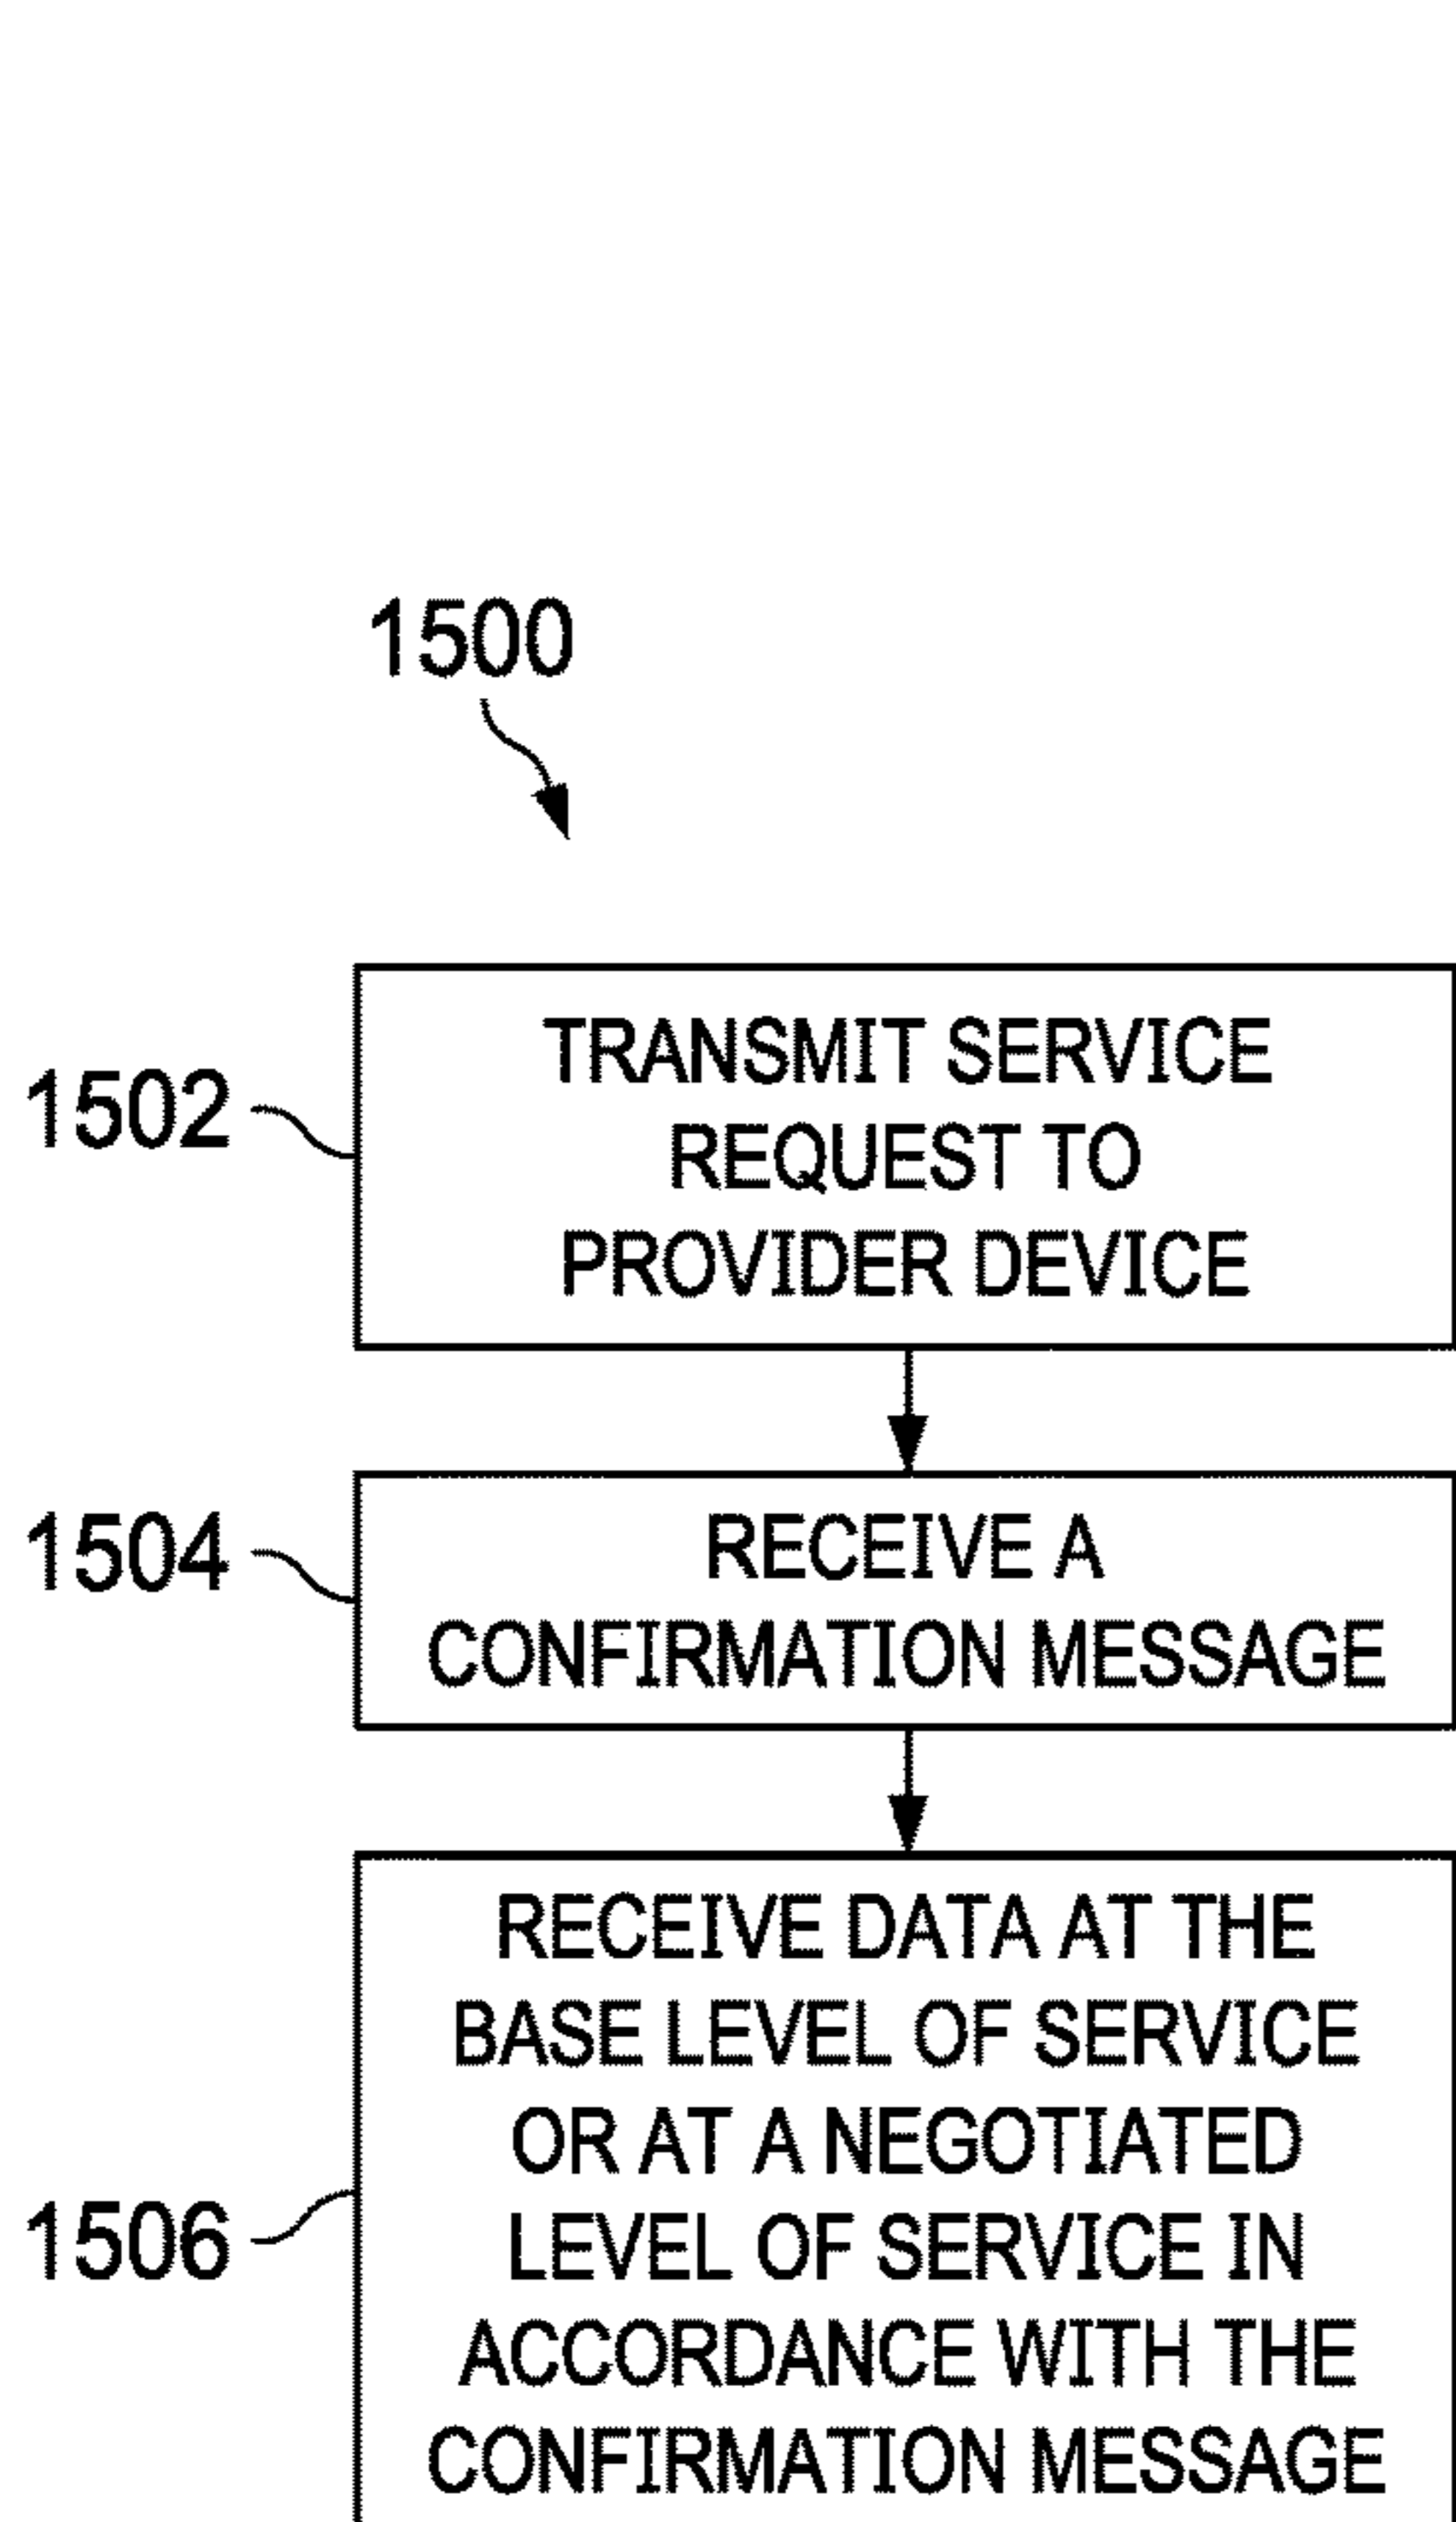 1500
1502
TRANSMIT SERVICE
REQUEST TO
PROVIDER DEVICE
1504
RECEIVE A
CONFIRMATION MESSAGE
1506
RECEIVE DATA AT THE
BASE LEVEL OF SERVICE
OR AT A NEGOTIATED
LEVEL OF SERVICE IN
ACCORDANCE WITH THE
CONFIRMATION MESSAGE